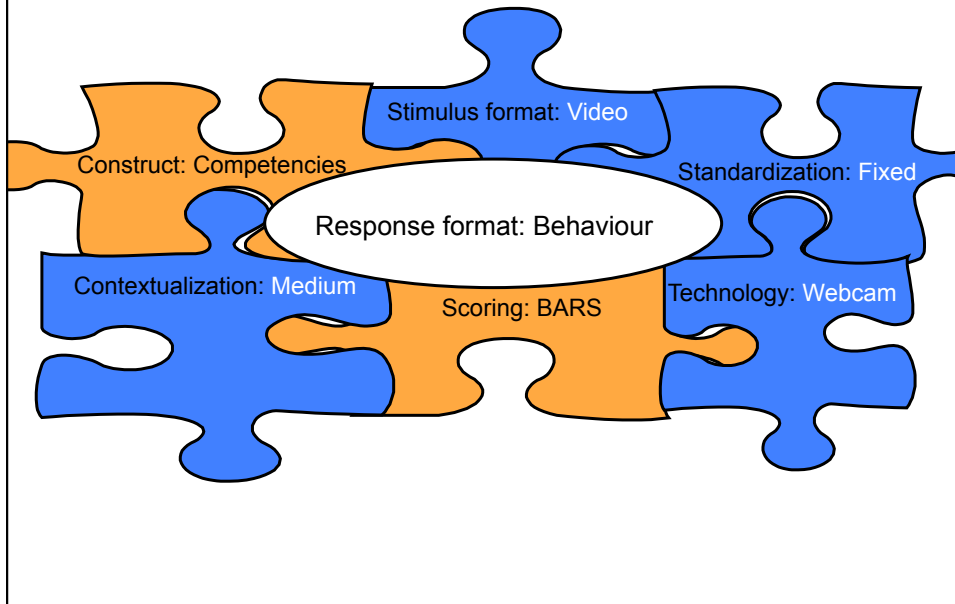 Stimulus format: Video
Construct: Competencies
Standardization: Fixed
Response format: Behaviour
Contextualization: Medium
Scoring: BARS
Technology: Webcam